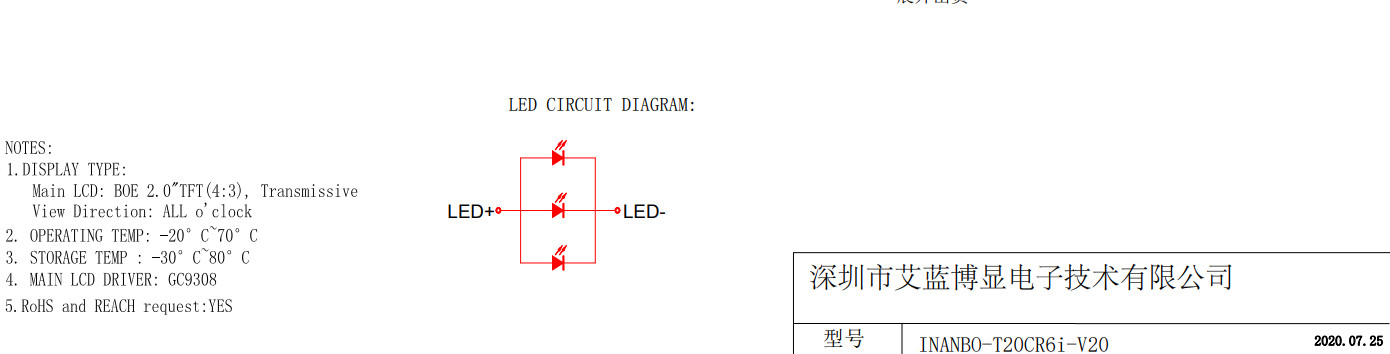 LED CIRCUIT DIAGRAM:
NOTES:
1.DISPLAY TYPE:
Main LCD: BOE 2.0"TFT(4:3), Transmissive
View Direction: ALL o'clock
2. OPERATING TEMP: -20° C~70° C
3. STORAGE TEMP : -30° C~80° C
4. MAIN LCD DRIVER: GC9308
5.RoHS and REACH request:YES
LED+
LED-
深圳市艾蓝博显电子技术有限公司
型号
INANBO-T20CR6i-V20
2020.07.25